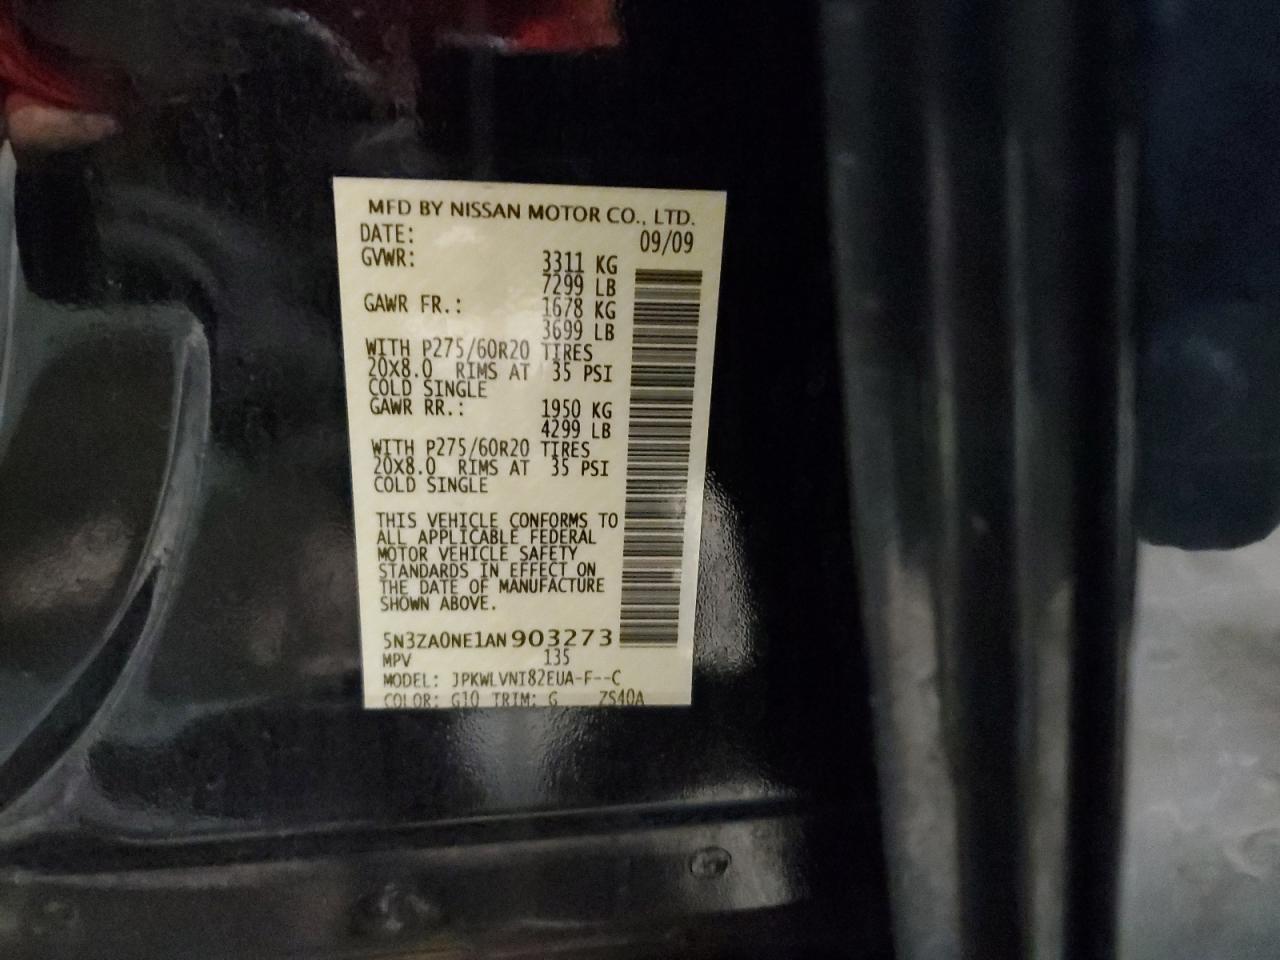 MFD BY NISSAN MOTOR CO., LTD.
DATE: 09/09
GVWR: 3311 KG
7299 LB
GAWR FR.: 1678 KG
3699 LB
WITH P275/60R20 TIRES
20X8.0 RIMS AT 35 PSI
COLD SINGLE
GAWR RR.: 1950 KG
4299 LB
WITH P275/60R20 TIRES
20X8.0 RIMS AT 35 PSI
COLD SINGLE
THIS VEHICLE CONFORMS TO
ALL APPLICABLE FEDERAL
MOTOR VEHICLE SAFETY
STANDARDS IN EFFECT ON
THE DATE OF MANUFACTURE
SHOWN ABOVE.
5N3ZA0NE1AN903273
MPV 135
MODEL: JPKWLVNI82EUA-F--C
COLOR: G10 TRIM: G ZS40A